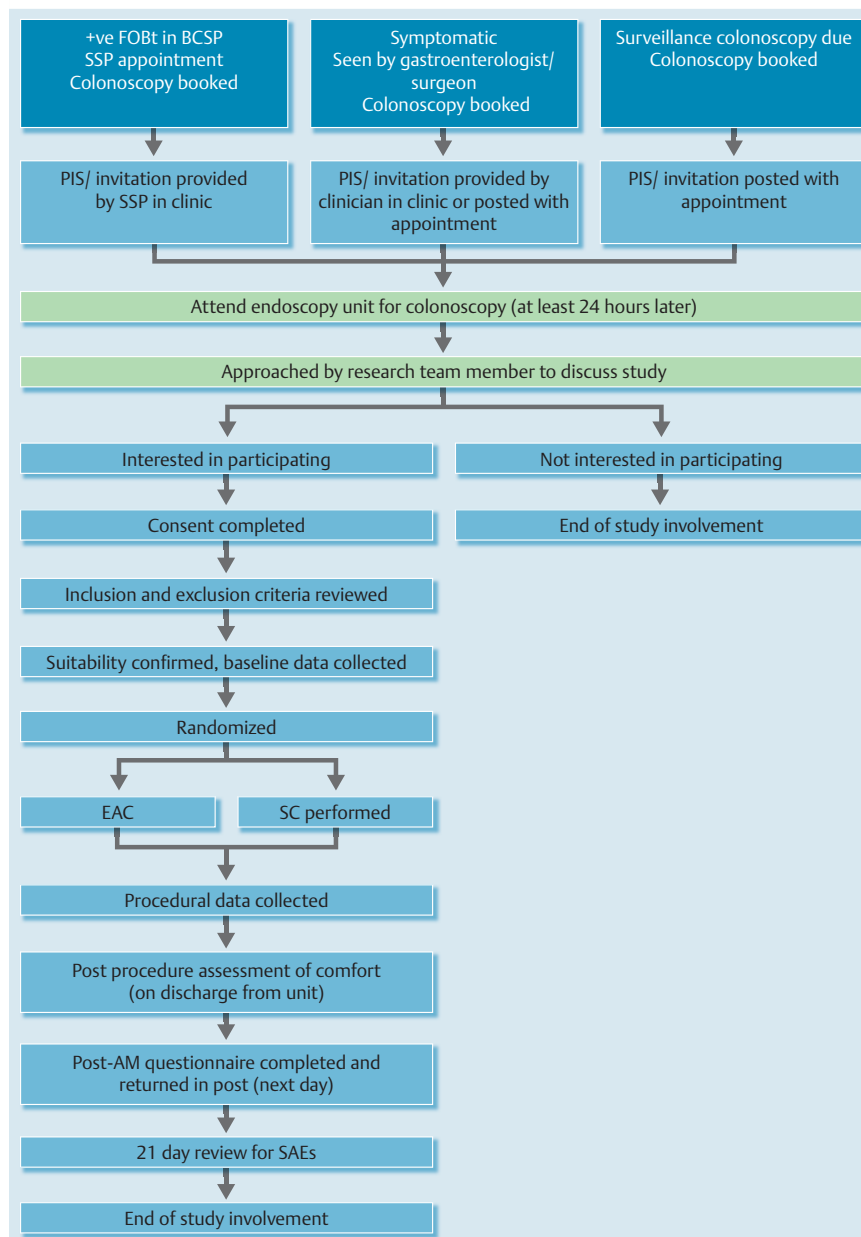 +ve FOBt in BCSP
SSP appointment
Colonoscopy booked
Symptomatic
Seen by gastroenterologist/
surgeon
Colonoscopy booked
Surveillance colonoscopy due
Colonoscopy booked
PIS/ invitation provided
by SSP in clinic
PIS/ invitation provided by
clinician in clinic or posted with
appointment
PIS/ invitation posted with
appointment
Attend endoscopy unit for colonoscopy (at least 24 hours later)
Approached by research team member to discuss study
Interested in participating
Not interested in participating
Consent completed
End of study involvement
Inclusion and exclusion criteria reviewed
Suitability confirmed, baseline data collected
Randomized
EAC
SC performed
Procedural data collected
Post procedure assessment of comfort
(on discharge from unit)
Post-AM questionnaire completed and
returned in post (next day)
21 day review for SAEs
End of study involvement